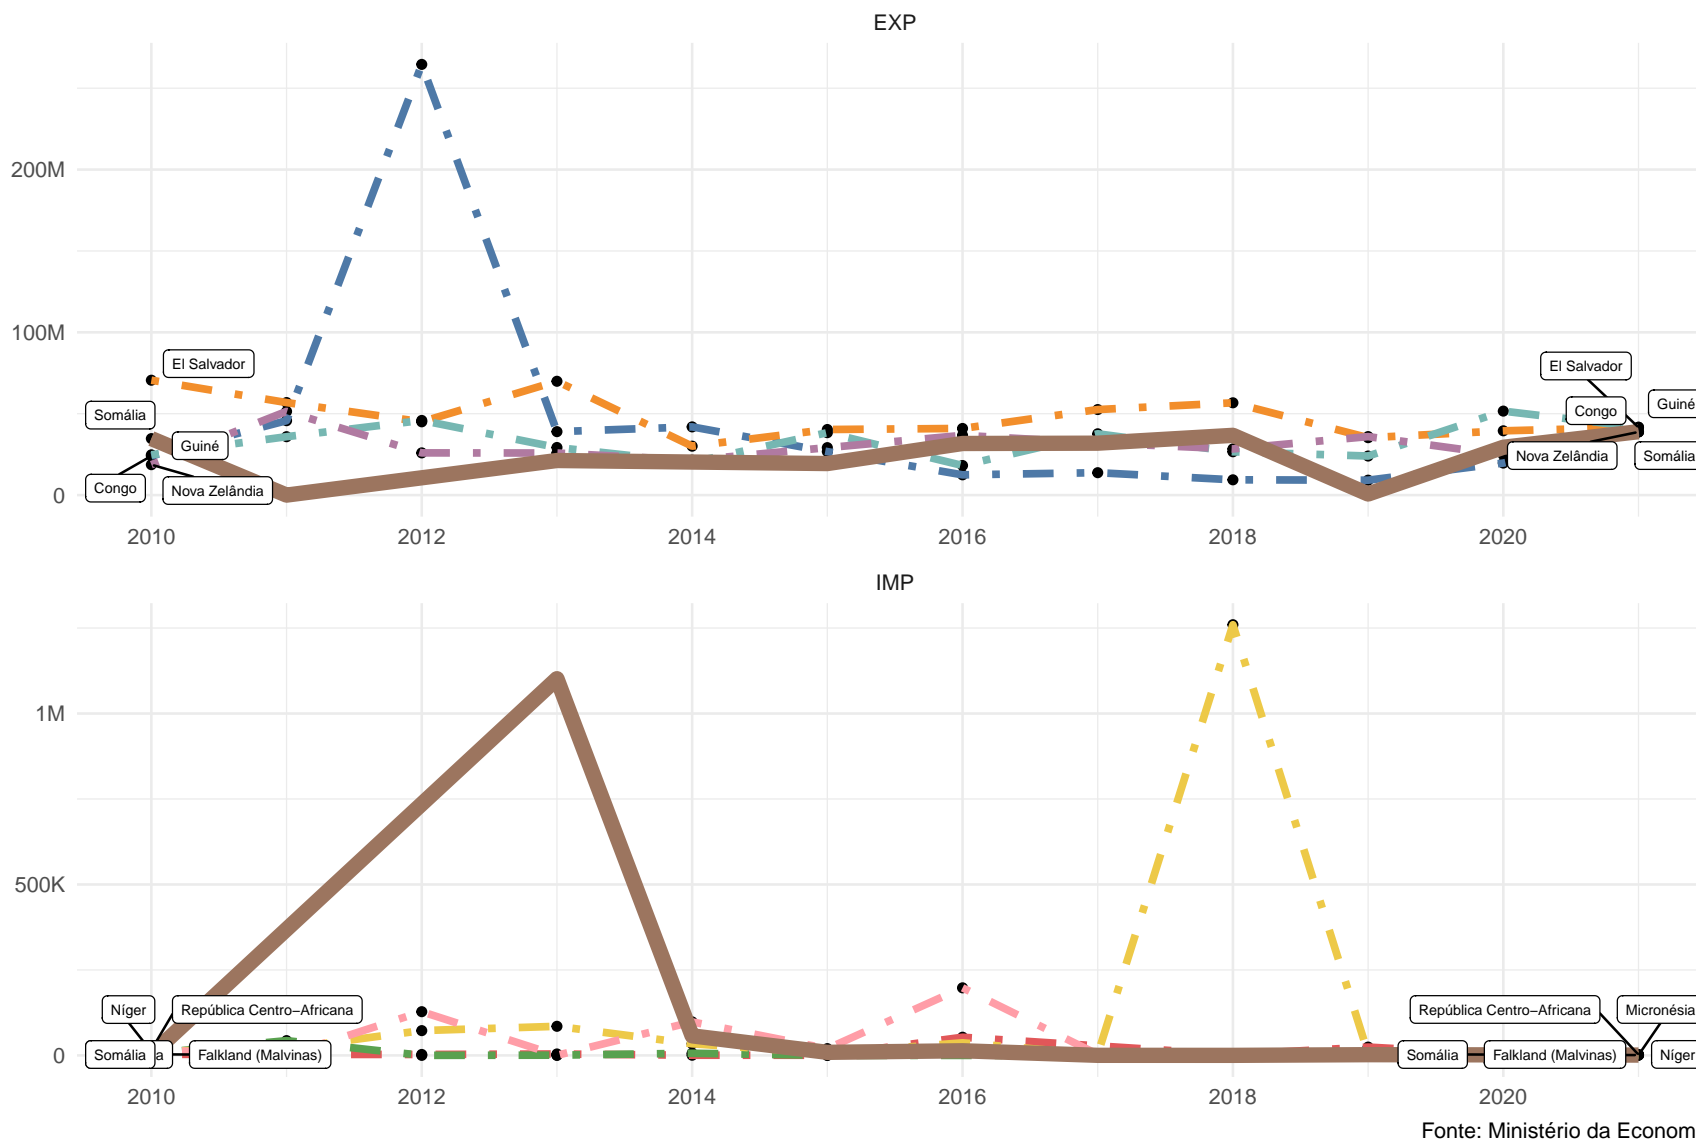 EXP
200M
100M
0
El Salvador
Somália
Guiné
Congo
Nova Zelândia
El Salvador
Guiné
Congo
Nova Zelândia
Somália
2010 2012 2014 2016 2018 2020
IMP
1M
500K
0
Níger
República Centro−Africana
Somália
a
Falkland (Malvinas)
República Centro−Africana
Micronésia
Somália
Falkland (Malvinas)
Níger
2010 2012 2014 2016 2018 2020
Fonte: Ministério da Econom